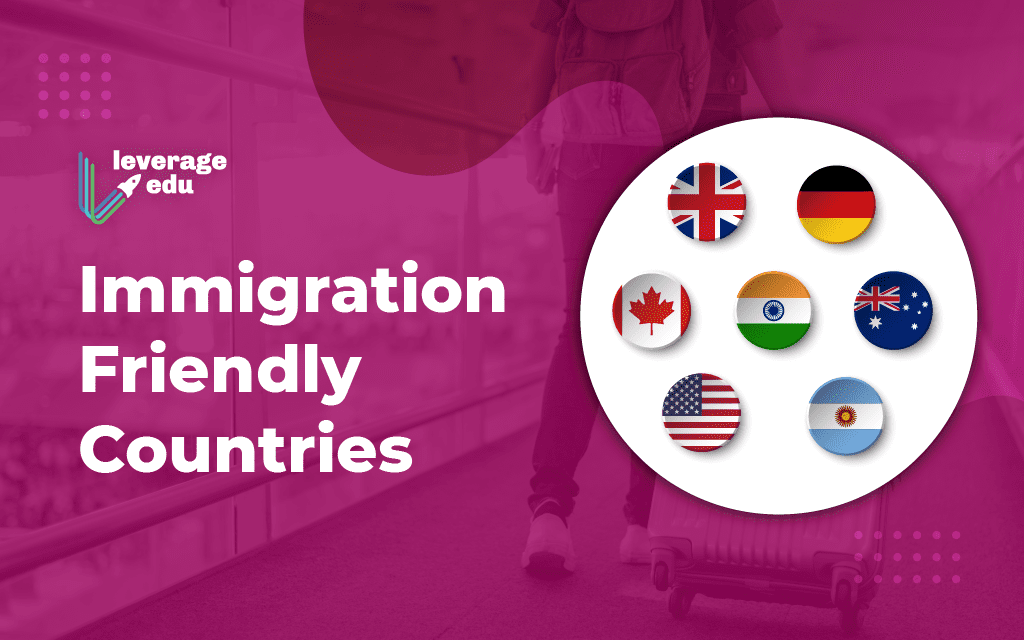 leverage
edu
Immigration
Friendly
Countries